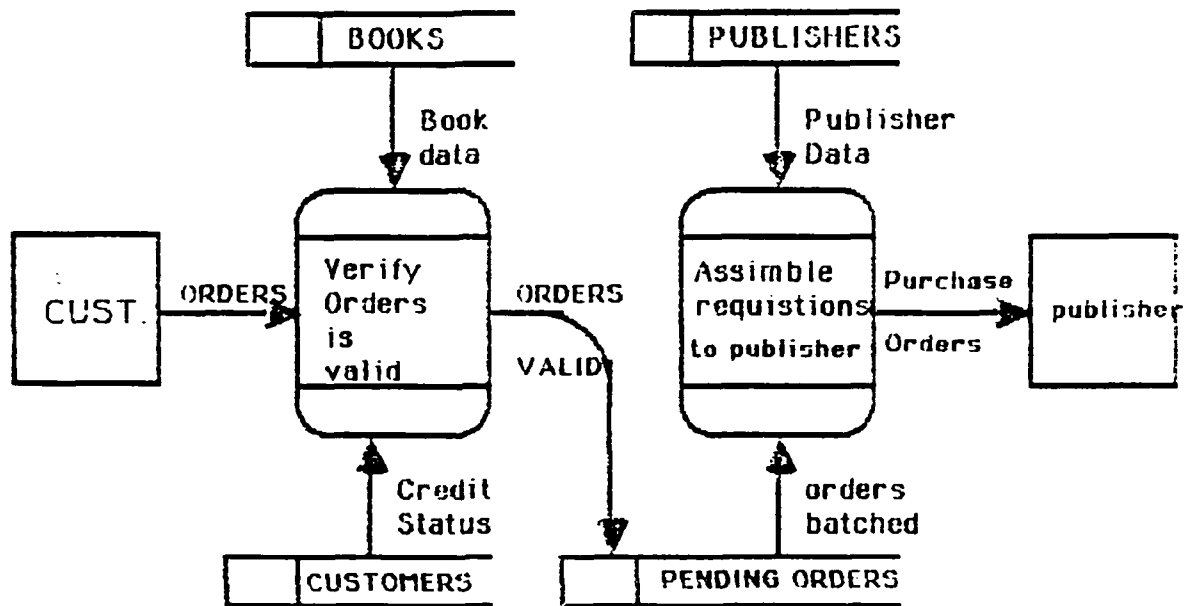 BOOKS
PUBLISHERS
Book
data
Publisher
Data
CUST.
ORDERS
Verify
Orders
is
valid
ORDERS
VALID
Assimble
requistions
to publisher
Purchase
Orders
publisher
Credit
Status
orders
batched
CUSTOMERS
PENDING ORDERS